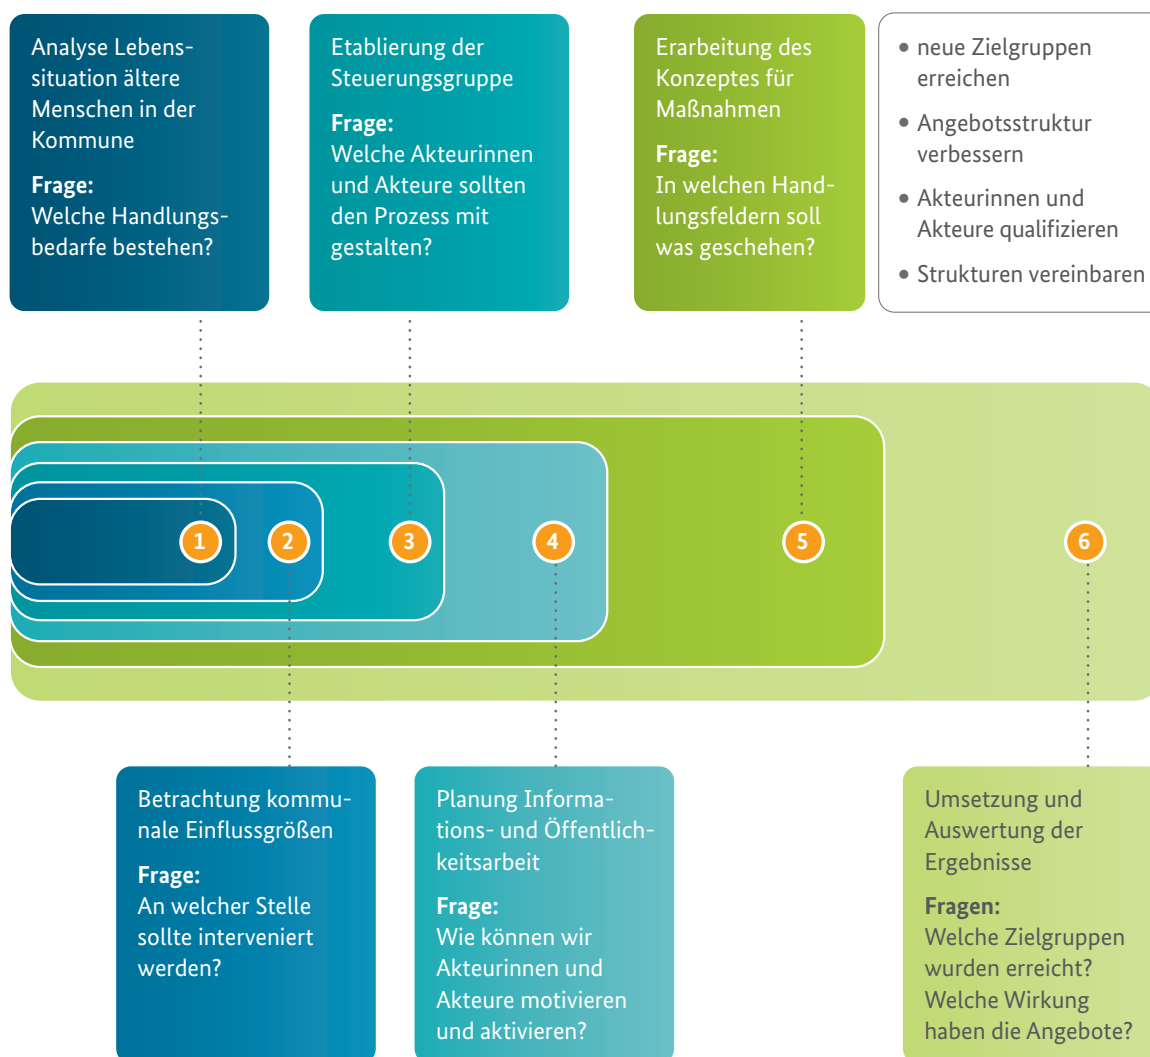 Analyse Lebens-
situation ältere
Menschen in der
Kommune
Frage:
Welche Handlungs-
bedarfe bestehen?
Etablierung der
Steuerungsgruppe
Frage:
Welche Akteurinnen
und Akteure sollten
den Prozess mit
gestalten?
Erarbeitung des
Konzeptes für
Maßnahmen
Frage:
In welchen Hand-
lungsfeldern soll
was geschehen?
• neue Zielgruppen
erreichen
• Angebotsstruktur
verbessern
• Akteurinnen und
Akteure qualifizieren
• Strukturen vereinbaren
1 2 3 4 5 6
Betrachtung kommu-
nale Einflussgrößen
Frage:
An welcher Stelle
sollte interveniert
werden?
Planung Informa-
tions- und Öffentlich-
keitsarbeit
Frage:
Wie können wir
Akteurinnen und
Akteure motivieren
und aktivieren?
Umsetzung und
Auswertung der
Ergebnisse
Fragen:
Welche Zielgruppen
wurden erreicht?
Welche Wirkung
haben die Angebote?